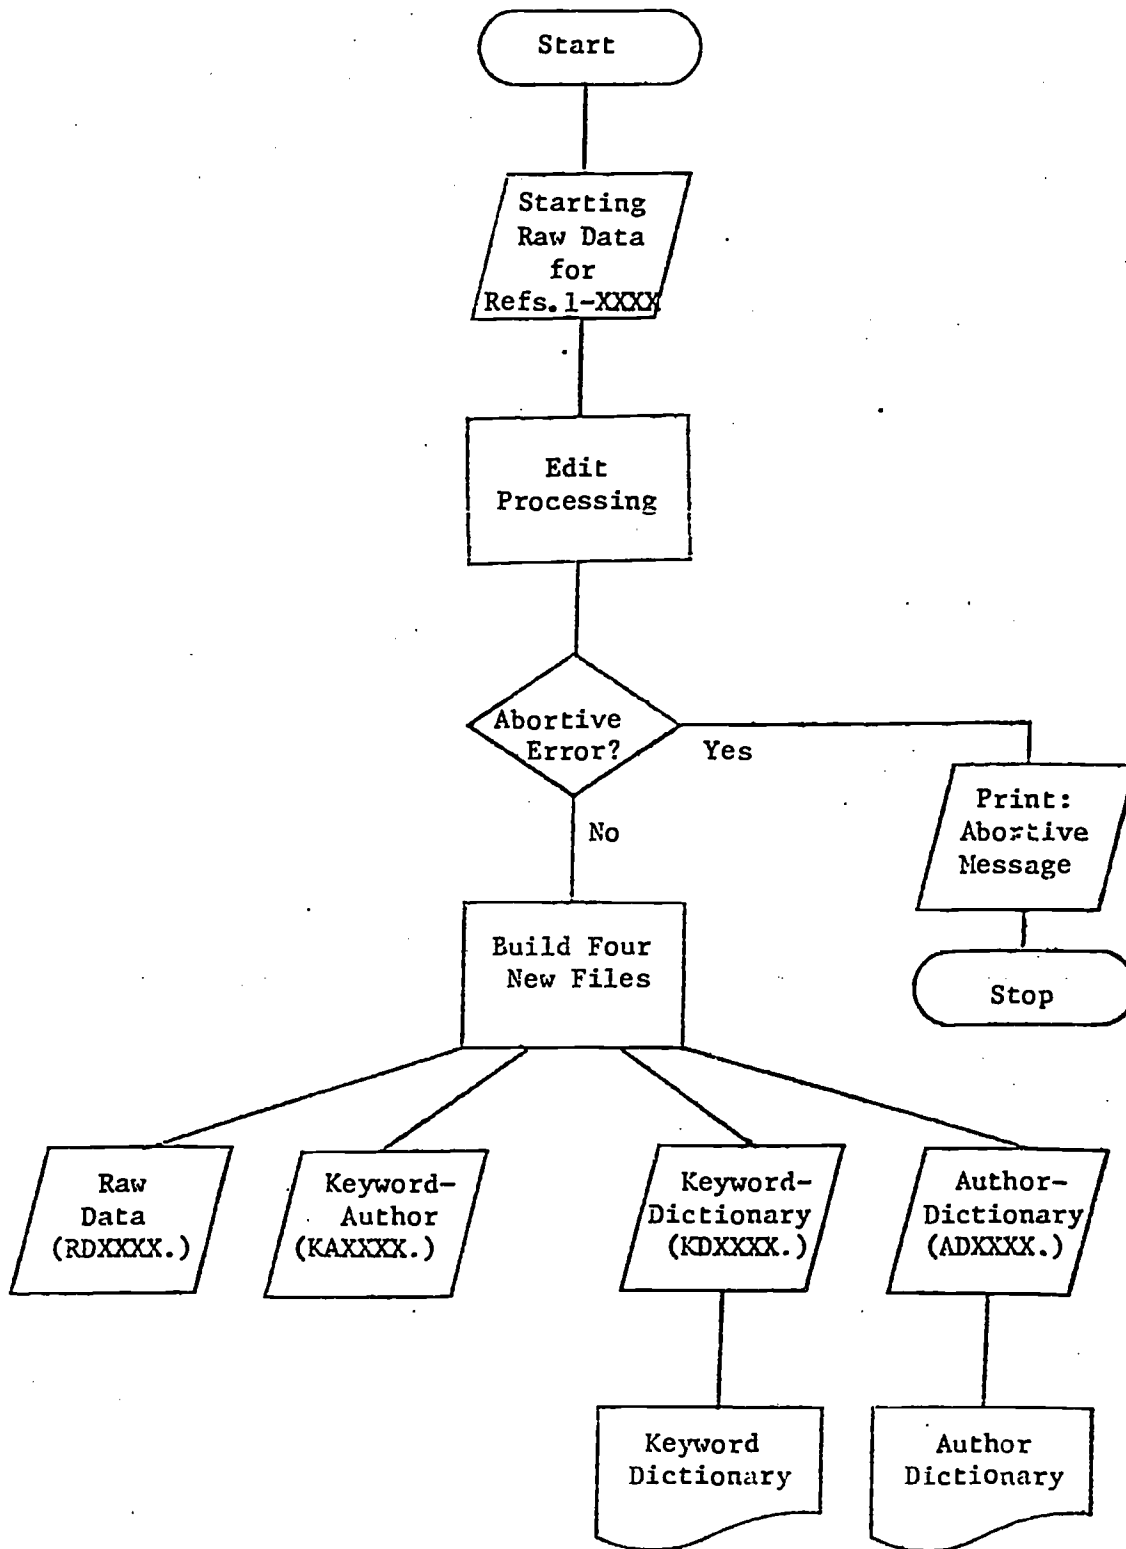 Start
Starting
Raw Data
for
Refs.1-XXXX
Edit
Processing
Abortive
Error?
Yes
No
Print:
Abortive
Message
Stop
Build Four
New Files
Raw
Data
(RDXXXX.)
Keyword-
Author
(KAXXXX.)
Keyword-
Dictionary
(KDXXXX.)
Author-
Dictionary
(ADXXXX.)
Keyword
Dictionary
Author
Dictionary